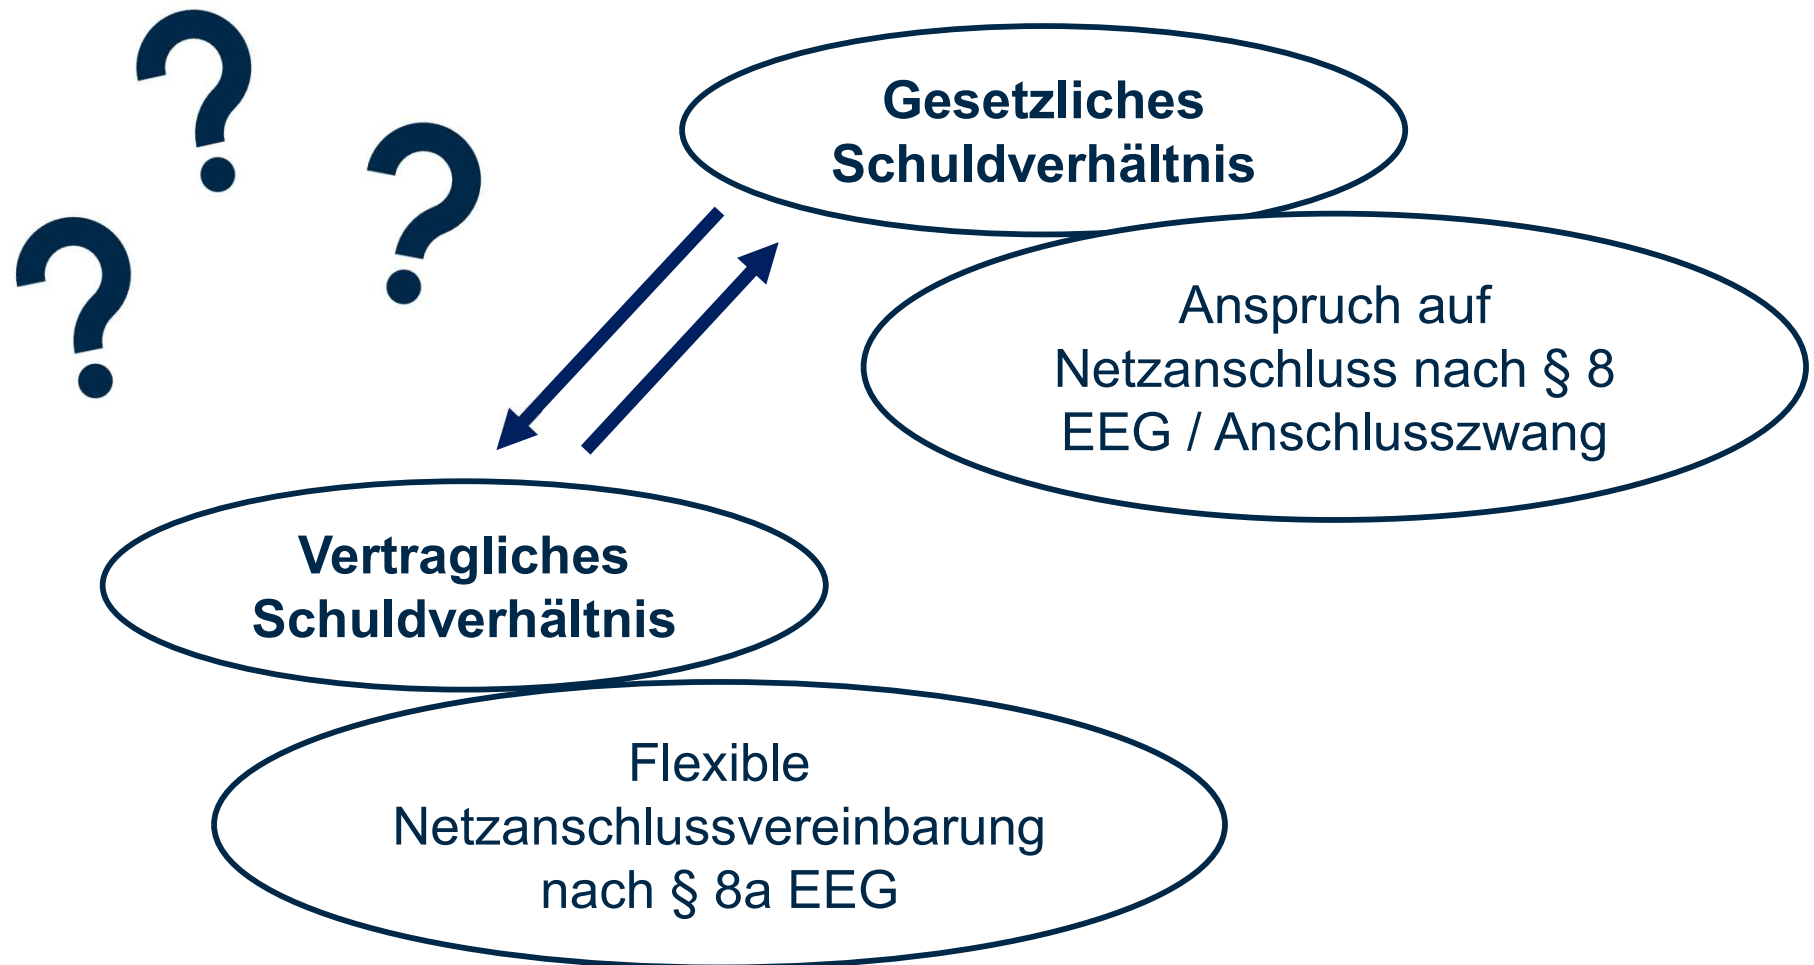 ?
?
?
Gesetzliches
Schuldverhältnis
Anspruch auf
Netzanschluss nach § 8
EEG / Anschlusszwang
Vertragliches
Schuldverhältnis
Flexible
Netzanschlussvereinbarung
nach § 8a EEG